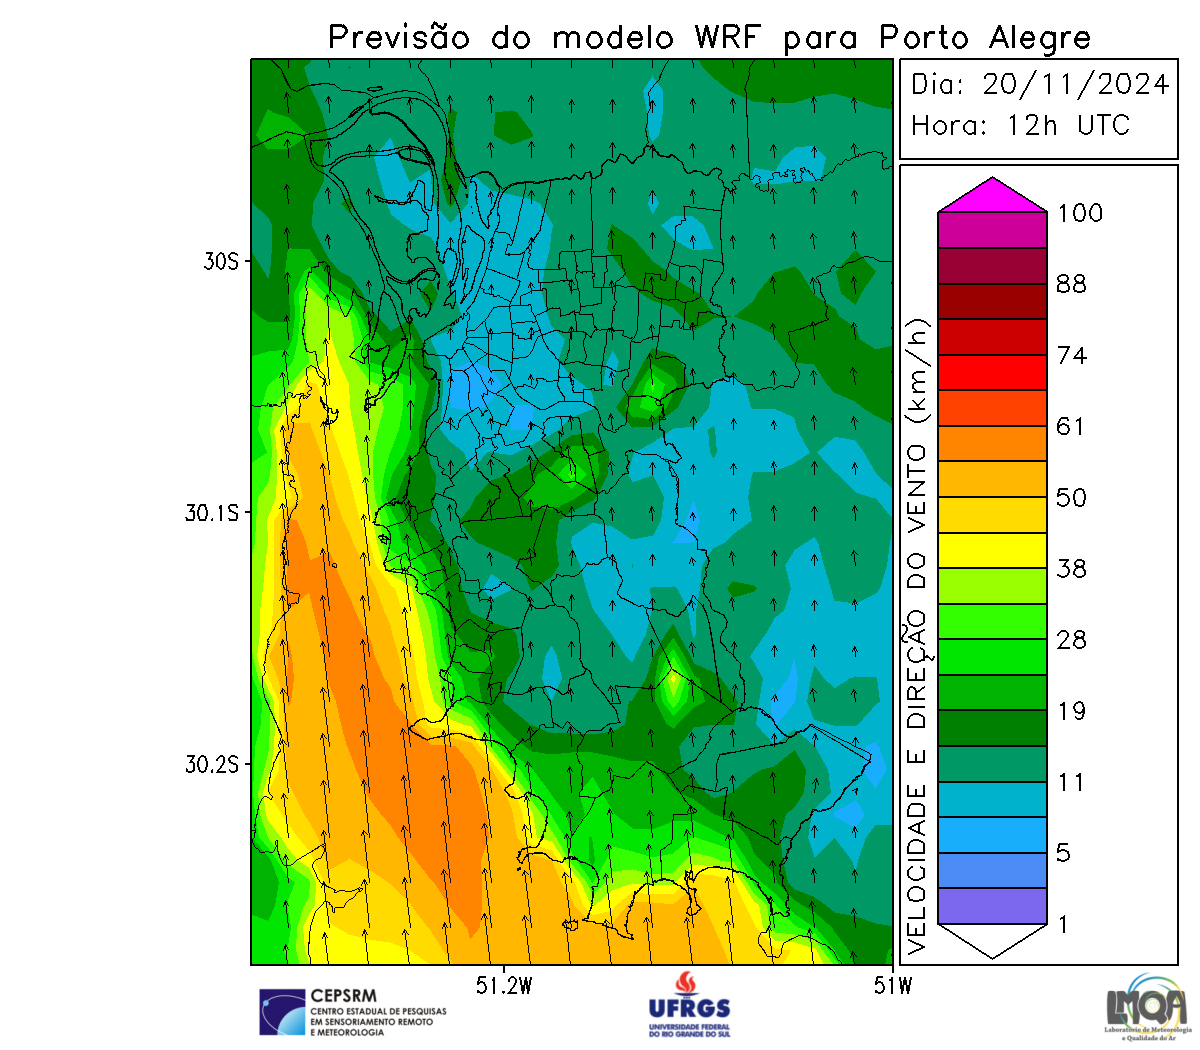 Previsão do modelo WRF para Porto Alegre
Dia: 20/11/2024
Hora: 12h UTC
30S
30.1S
30.2S
51.2W
51W
VELOCIDADE E DIREÇÃO DO VENTO (km/h)
100
88
74
61
50
38
28
19
11
5
1
CEPSRM
CENTRO ESTADUAL DE PESQUISAS
EM SENSORIAMENTO REMOTO
E METEOROLOGIA
UFRGS
UNIVERSIDADE FEDERAL
DO RIO GRANDE DO SUL
LMQA
Laboratório de Meteorologia
e Qualidade do Ar